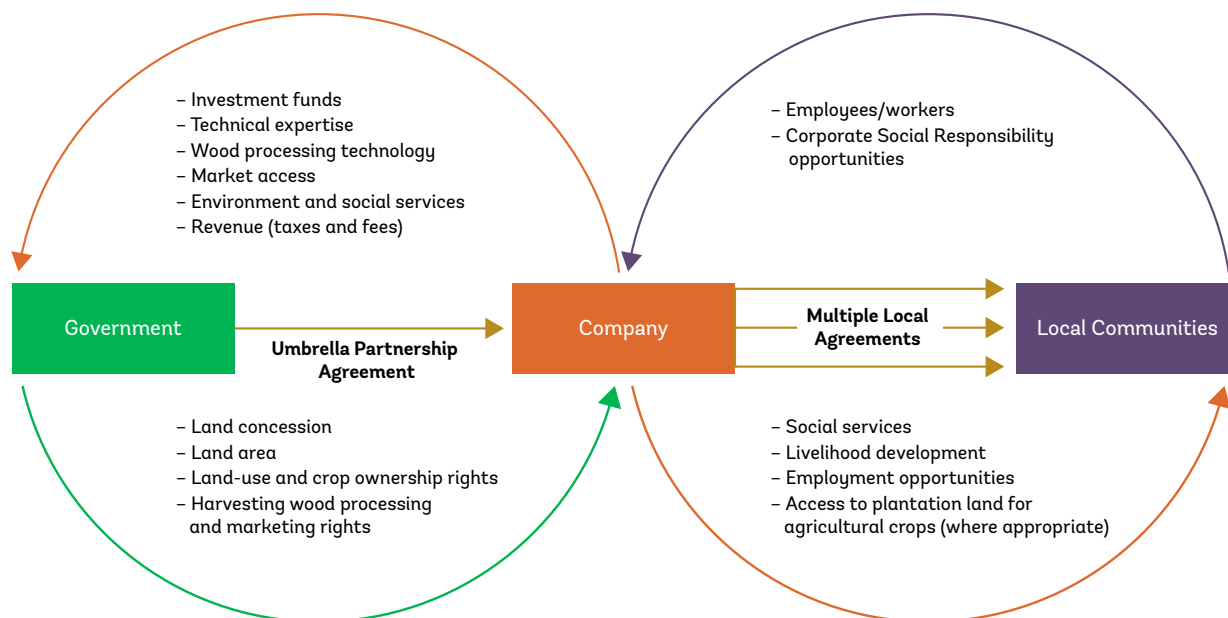 – Investment funds
– Technical expertise
– Wood processing technology
– Market access
– Environment and social services
– Revenue (taxes and fees)
– Employees/workers
– Corporate Social Responsibility
opportunities
Government
Umbrella Partnership
Agreement
Company
Multiple Local
Agreements
Local Communities
– Land concession
– Land area
– Land-use and crop ownership rights
– Harvesting wood processing
and marketing rights
– Social services
– Livelihood development
– Employment opportunities
– Access to plantation land for
agricultural crops (where appropriate)